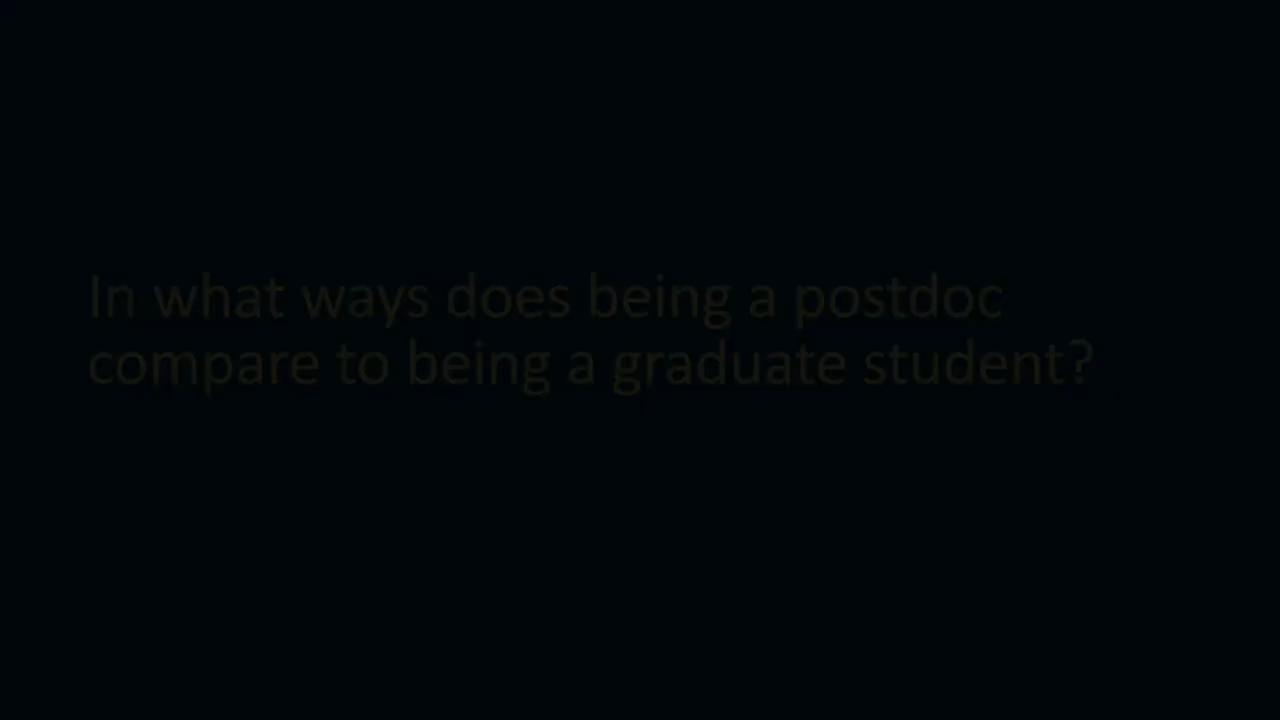 In what ways does being a postdoc
compare to being a graduate student?